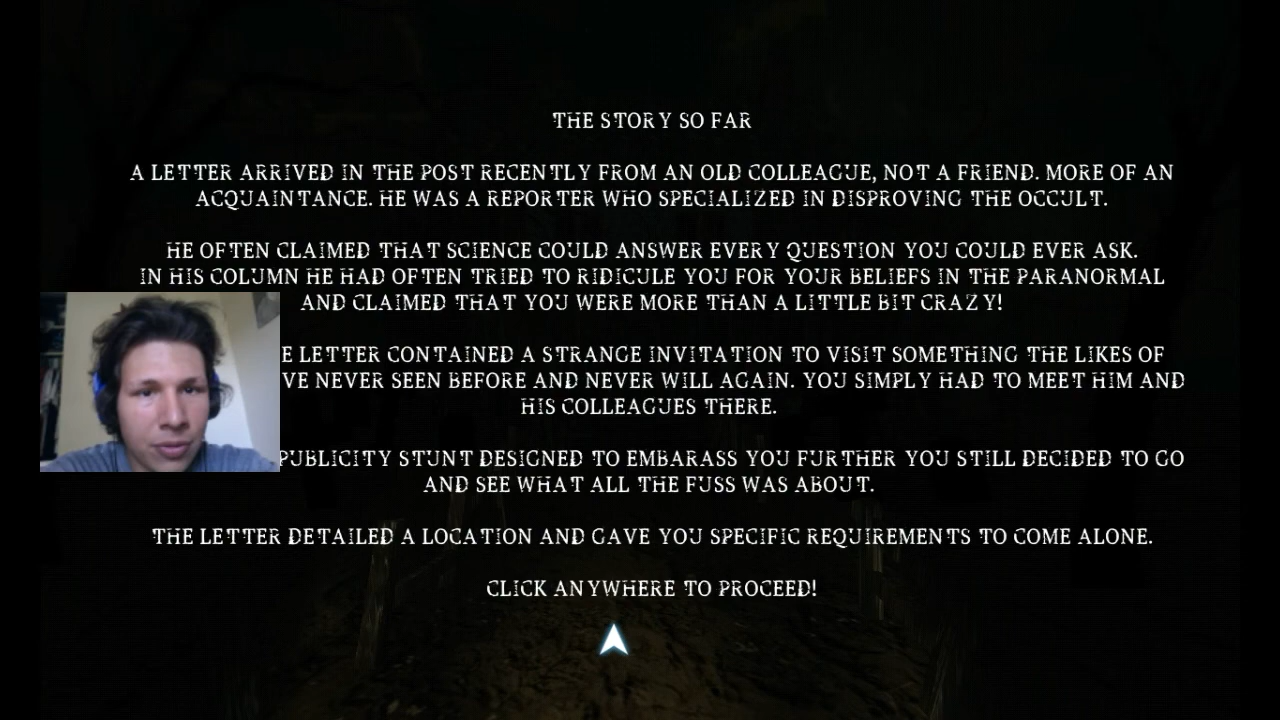 THE STORY SO FAR
A LETTER ARRIVED IN THE POST RECENTLY FROM AN OLD COLLEAGUE, NOT A FRIEND. MORE OF AN
ACQUAINTANCE. HE WAS A REPORTER WHO SPECIALIZED IN DISPROVING THE OCCULT.
HE OFTEN CLAIMED THAT SCIENCE COULD ANSWER EVERY QUESTION YOU COULD EVER ASK.
IN HIS COLUMN HE HAD OFTEN TRIED TO RIDICULE YOU FOR YOUR BELIEFS IN THE PARANORMAL
AND CLAIMED THAT YOU WERE MORE THAN A LITTLE BIT CRAZY!
LETTER CONTAINED A STRANGE INVITATION TO VISIT SOMETHING THE LIKES OF
NEVER SEEN BEFORE AND NEVER WILL AGAIN. YOU SIMPLY HAD TO MEET HIM AND
HIS COLLEAGUES THERE.
PUBLICITY STUNT DESIGNED TO EMBARASS YOU FURTHER YOU STILL DECIDED TO GO
AND SEE WHAT ALL THE FUSS WAS ABOUT.
THE LETTER DETAILED A LOCATION AND GAVE YOU SPECIFIC REQUIREMENTS TO COME ALONE.
CLICK ANYWHERE TO PROCEED!